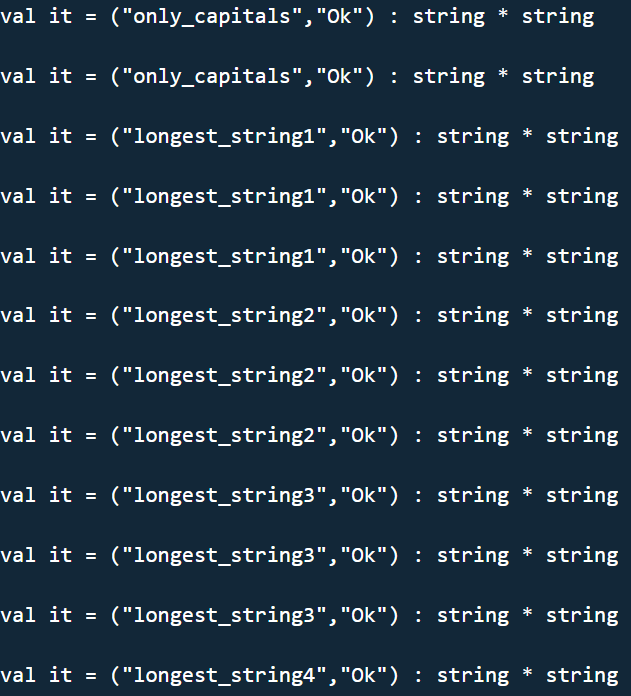 val it = ("only_capitals","Ok") : string * string
val it = ("only_capitals","Ok") : string * string
val it = ("longest_string1","Ok") : string * string
val it = ("longest_string1","Ok") : string * string
val it = ("longest_string1","Ok") : string * string
val it = ("longest_string2","Ok") : string * string
val it = ("longest_string2","Ok") : string * string
val it = ("longest_string2","Ok") : string * string
val it = ("longest_string3","Ok") : string * string
val it = ("longest_string3","Ok") : string * string
val it = ("longest_string3","Ok") : string * string
val it = ("longest_string4","Ok") : string * string